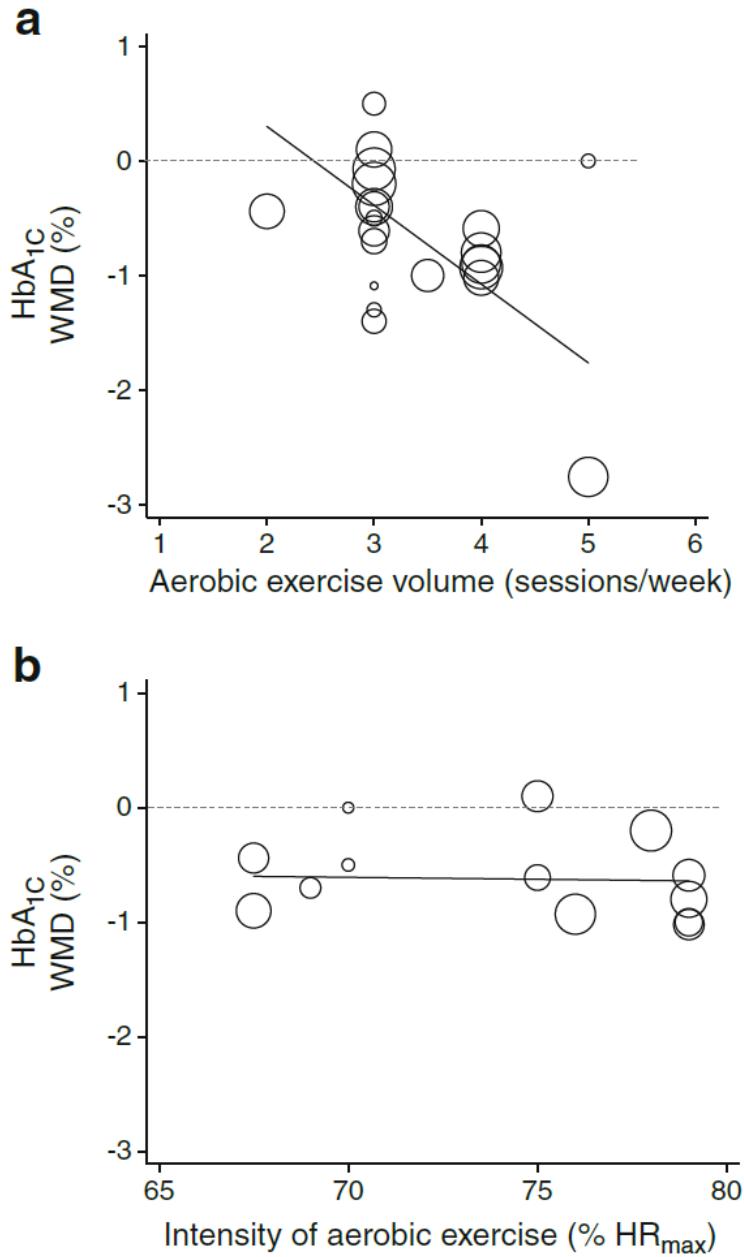 a
1
0
-1
-2
-3
HbA1C
WMD (%)
1 2 3 4 5 6
Aerobic exercise volume (sessions/week)
b
1
0
-1
-2
-3
HbA1C
WMD (%)
65 70 75 80
Intensity of aerobic exercise (% HRmax)